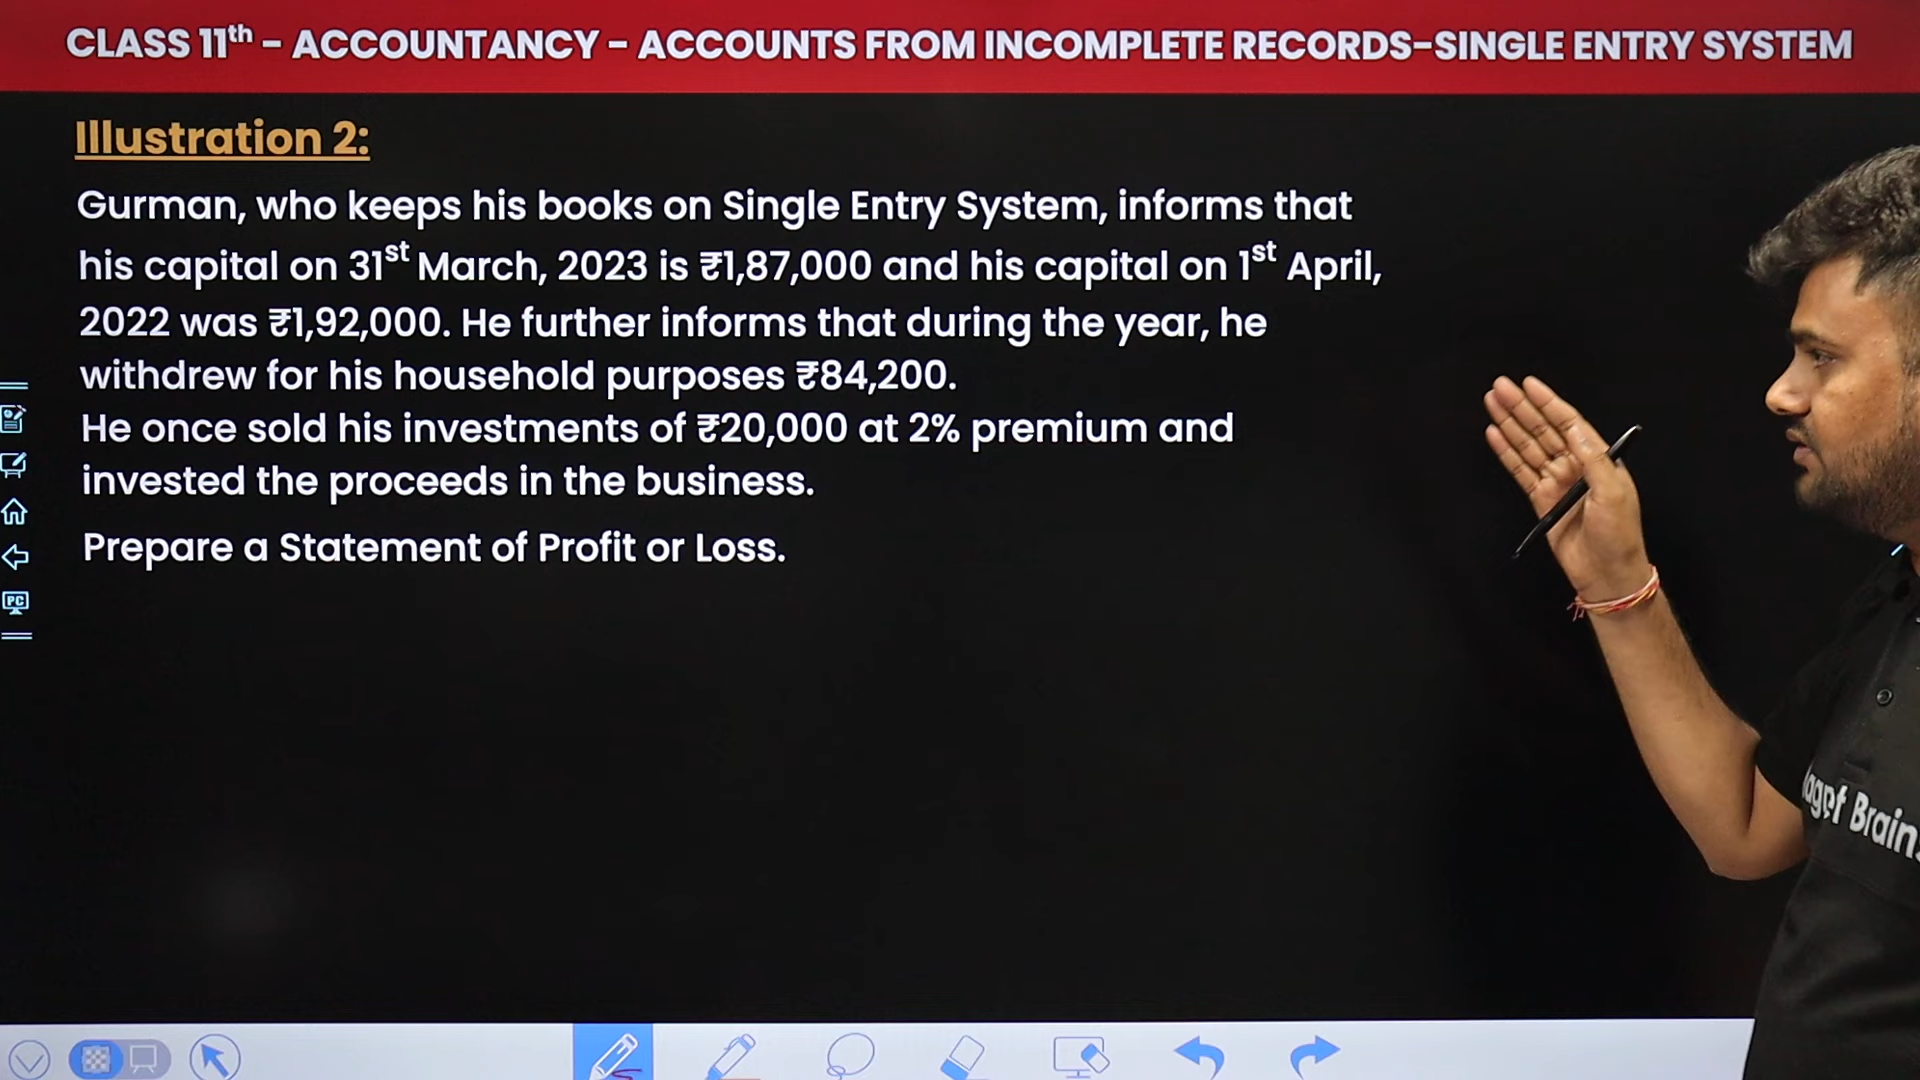 CLASS 11th – ACCOUNTANCY – ACCOUNTS FROM INCOMPLETE RECORDS–SINGLE ENTRY SYSTEM
Illustration 2:
Gurman, who keeps his books on Single Entry System, informs that
his capital on 31st March, 2023 is ₹1,87,000 and his capital on 1st April,
2022 was ₹1,92,000. He further informs that during the year, he
withdrew for his household purposes ₹84,200.
He once sold his investments of ₹20,000 at 2% premium and
invested the proceeds in the business.
Prepare a Statement of Profit or Loss.
PC
Brains